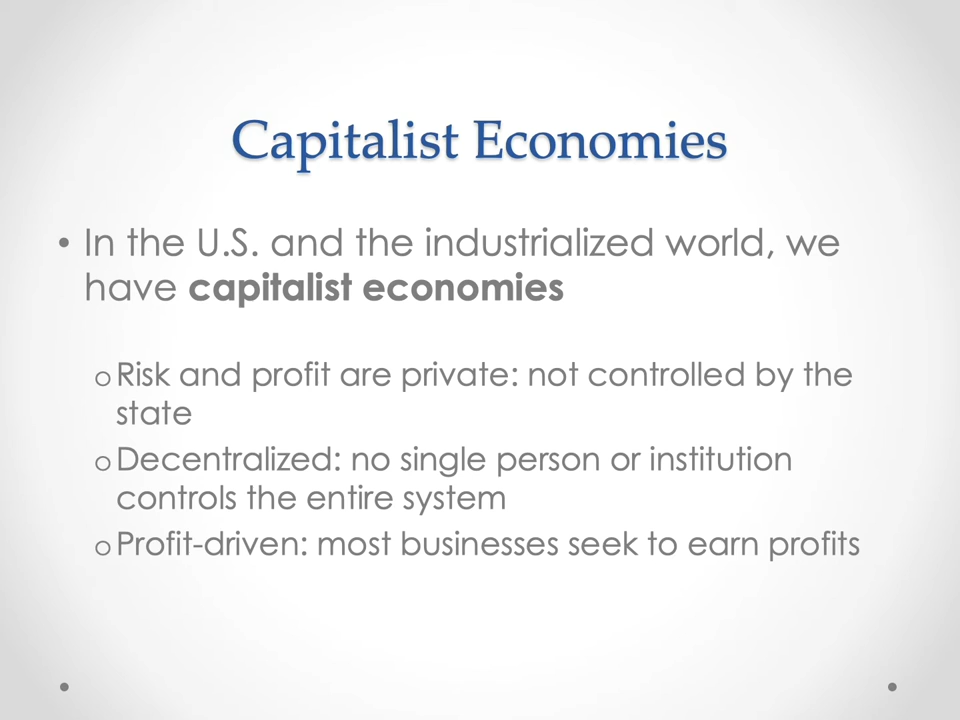 Capitalist Economies
• In the U.S. and the industrialized world, we
have capitalist economies
o Risk and profit are private: not controlled by the
state
o Decentralized: no single person or institution
controls the entire system
o Profit-driven: most businesses seek to earn profits